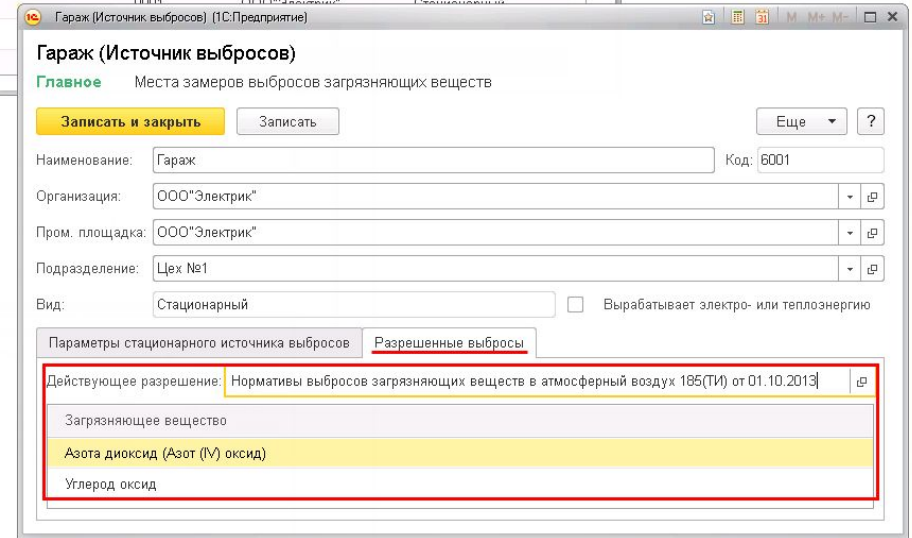 Гараж (Источник выбросов) (1С:Предприятие) M M+ M-
Гараж (Источник выбросов)
Главное Места замеров выбросов загрязняющих веществ
Записать и закрыть Записать Еще ?
Наименование: Гараж Код: 6001
Организация: ООО"Электрик"
Пром. площадка: ООО"Электрик"
Подразделение: Цех №1
Вид: Стационарный Вырабатывает электро- или теплоэнергию
Параметры стационарного источника выбросов Разрешенные выбросы
Действующее разрешение: Нормативы выбросов загрязняющих веществ в атмосферный воздух 185(ТИ) от 01.10.2013
Загрязняющее вещество
Азота диоксид (Азот (IV) оксид)
Углерод оксид